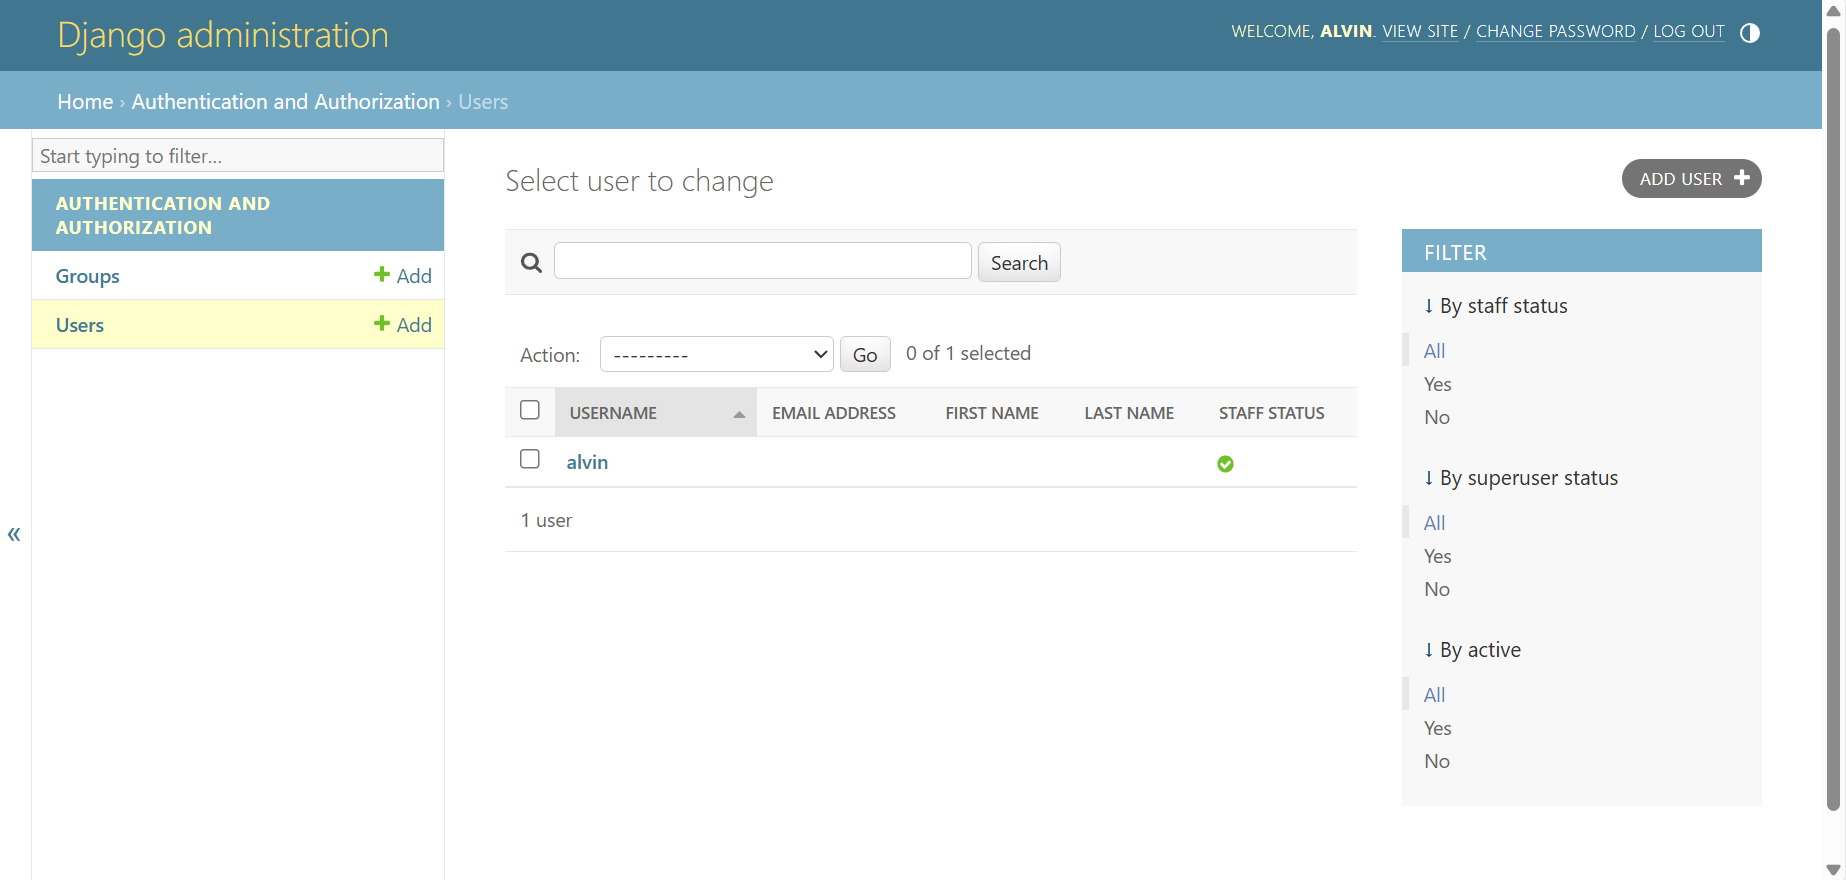 Django administration
WELCOME, ALVIN. VIEW SITE / CHANGE PASSWORD / LOG OUT
Home › Authentication and Authorization › Users
Start typing to filter...
AUTHENTICATION AND
AUTHORIZATION
Groups + Add
Users + Add
«
Select user to change
ADD USER +
Search
Action: --------- Go 0 of 1 selected
USERNAME EMAIL ADDRESS FIRST NAME LAST NAME STAFF STATUS
alvin
1 user
FILTER
↓ By staff status
All
Yes
No
↓ By superuser status
All
Yes
No
↓ By active
All
Yes
No